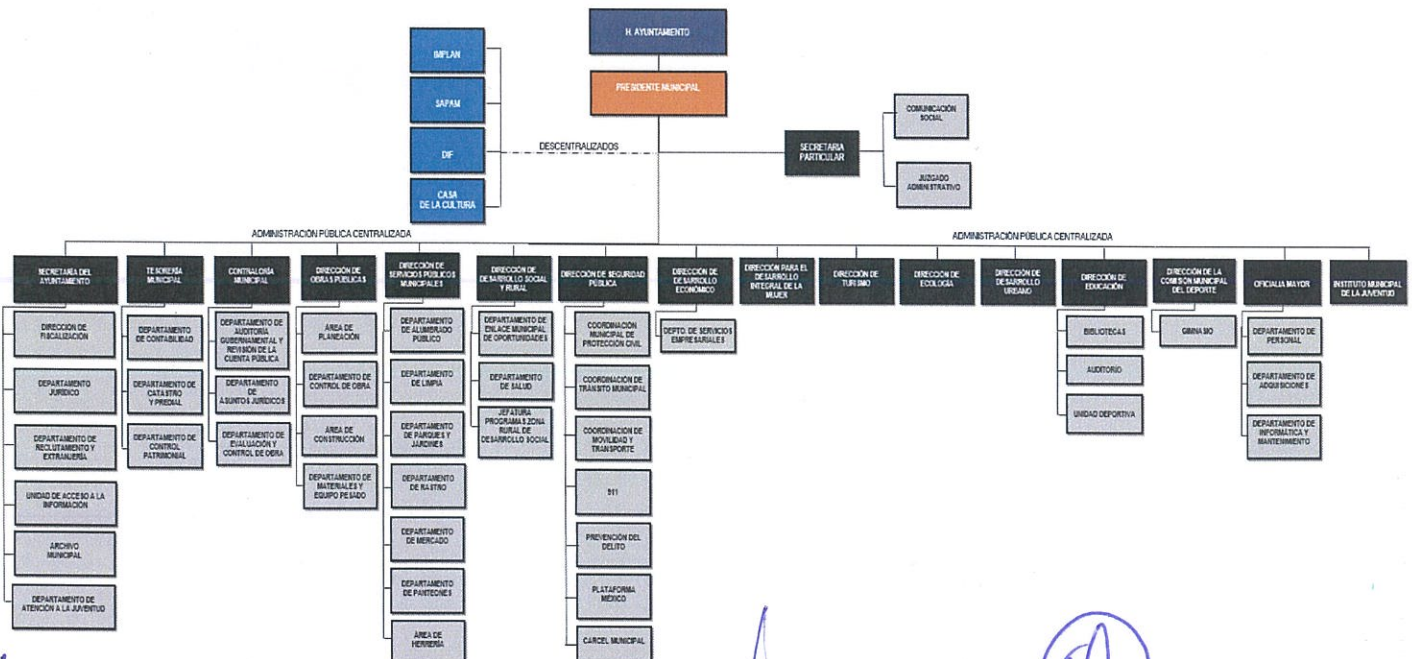 H. AYUNTAMIENTO
PRESIDENTE MUNICIPAL
IMPLAN
SAPAM
DIF
CASA
DE LA CULTURA
DESCENTRALIZADOS
SECRETARIA
PARTICULAR
COMUNICACIÓN
SOCIAL
JUZGADO
ADMINISTRATIVO
ADMINISTRACIÓN PÚBLICA CENTRALIZADA
ADMINISTRACIÓN PÚBLICA CENTRALIZADA
SECRETARÍA DEL
AYUNTAMIENTO
DIRECCIÓN DE
FISCALIZACIÓN
DEPARTAMENTO
JURÍDICO
DEPARTAMENTO DE
RECLUTAMIENTO Y
EXTRANJERÍA
UNIDAD DE ACCESO A LA
INFORMACIÓN
ARCHIVO
MUNICIPAL
DEPARTAMENTO DE
ATENCIÓN A LA JUVENTUD
TESORERÍA
MUNICIPAL
DEPARTAMENTO
DE CONTABILIDAD
DEPARTAMENTO DE
CATASTRO
Y PREDIAL
DEPARTAMENTO DE
CONTROL
PATRIMONIAL
CONTRALORÍA
MUNICIPAL
DEPARTAMENTO DE
AUDITORÍA
GUBERNAMENTAL Y
REVISIÓN DE LA
CUENTA PÚBLICA
DEPARTAMENTO
DE
ASUNTOS JURÍDICOS
DEPARTAMENTO DE
EVALUACIÓN Y
CONTROL DE OBRA
DIRECCIÓN DE
OBRAS PÚBLICAS
ÁREA DE
PLANEACIÓN
DEPARTAMENTO DE
CONTROL DE OBRA
ÁREA DE
CONSTRUCCIÓN
DEPARTAMENTO DE
MATERIALES Y
EQUIPO PESADO
DIRECCIÓN DE
SERVICIOS PÚBLICOS
MUNICIPALES
DEPARTAMENTO
DE ALUMBRADO
PÚBLICO
DEPARTAMENTO
DE LIMPIA
DEPARTAMENTO
DE PARQUES Y
JARDINES
DEPARTAMENTO
DE RASTRO
DEPARTAMENTO
DE MERCADO
DEPARTAMENTO
DE PANTEONES
ÁREA DE
HERRERÍA
DIRECCIÓN DE
DESARROLLO SOCIAL
Y RURAL
DEPARTAMENTO DE
ENLACE MUNICIPAL
DE OPORTUNIDADES
DEPARTAMENTO
DE SALUD
JEFATURA
PROGRAMAS ZONA
RURAL DE
DESARROLLO SOCIAL
DIRECCIÓN DE SEGURIDAD
PÚBLICA
COORDINACIÓN
MUNICIPAL DE
PROTECCIÓN CIVIL
COORDINACIÓN DE
TRÁNSITO MUNICIPAL
COORDINACIÓN DE
MOVILIDAD Y
TRANSPORTE
911
PREVENCIÓN DEL
DELITO
PLATAFORMA
MÉXICO
CARCEL MUNICIPAL
DIRECCIÓN DE
DESARROLLO
ECONÓMICO
DEPTO. DE SERVICIOS
EMPRESARIALES
DIRECCIÓN PARA EL
DESARROLLO
INTEGRAL DE LA
MUJER
DIRECCIÓN DE
TURISMO
DIRECCIÓN DE
ECOLOGÍA
DIRECCIÓN DE
DESARROLLO
URBANO
DIRECCIÓN DE
EDUCACIÓN
BIBLIOTECAS
AUDITORIO
UNIDAD DEPORTIVA
DIRECCIÓN DE LA
COMISIÓN MUNICIPAL
DEL DEPORTE
GIMNASIO
OFICIALIA MAYOR
DEPARTAMENTO DE
PERSONAL
DEPARTAMENTO DE
ADQUISICIONES
DEPARTAMENTO DE
INFORMÁTICA Y
MANTENIMIENTO
INSTITUTO MUNICIPAL
DE LA JUVENTUD